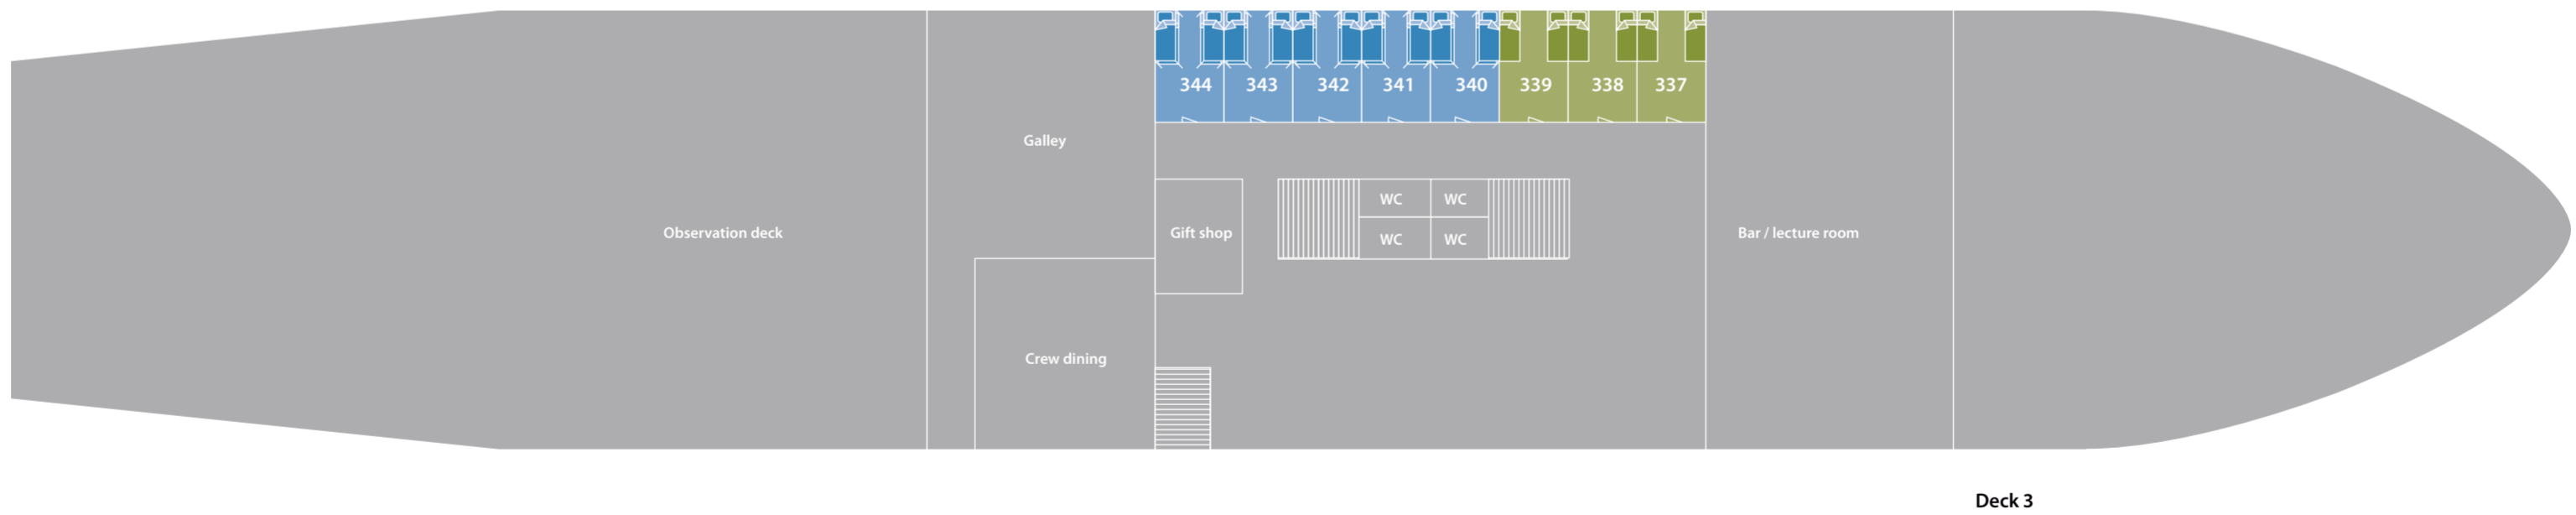 344 343 342 341 340 339 338 337
Galley
WC WC
Observation deck
Gift shop
Bar / lecture room
WC WC
Crew dining
Deck 3